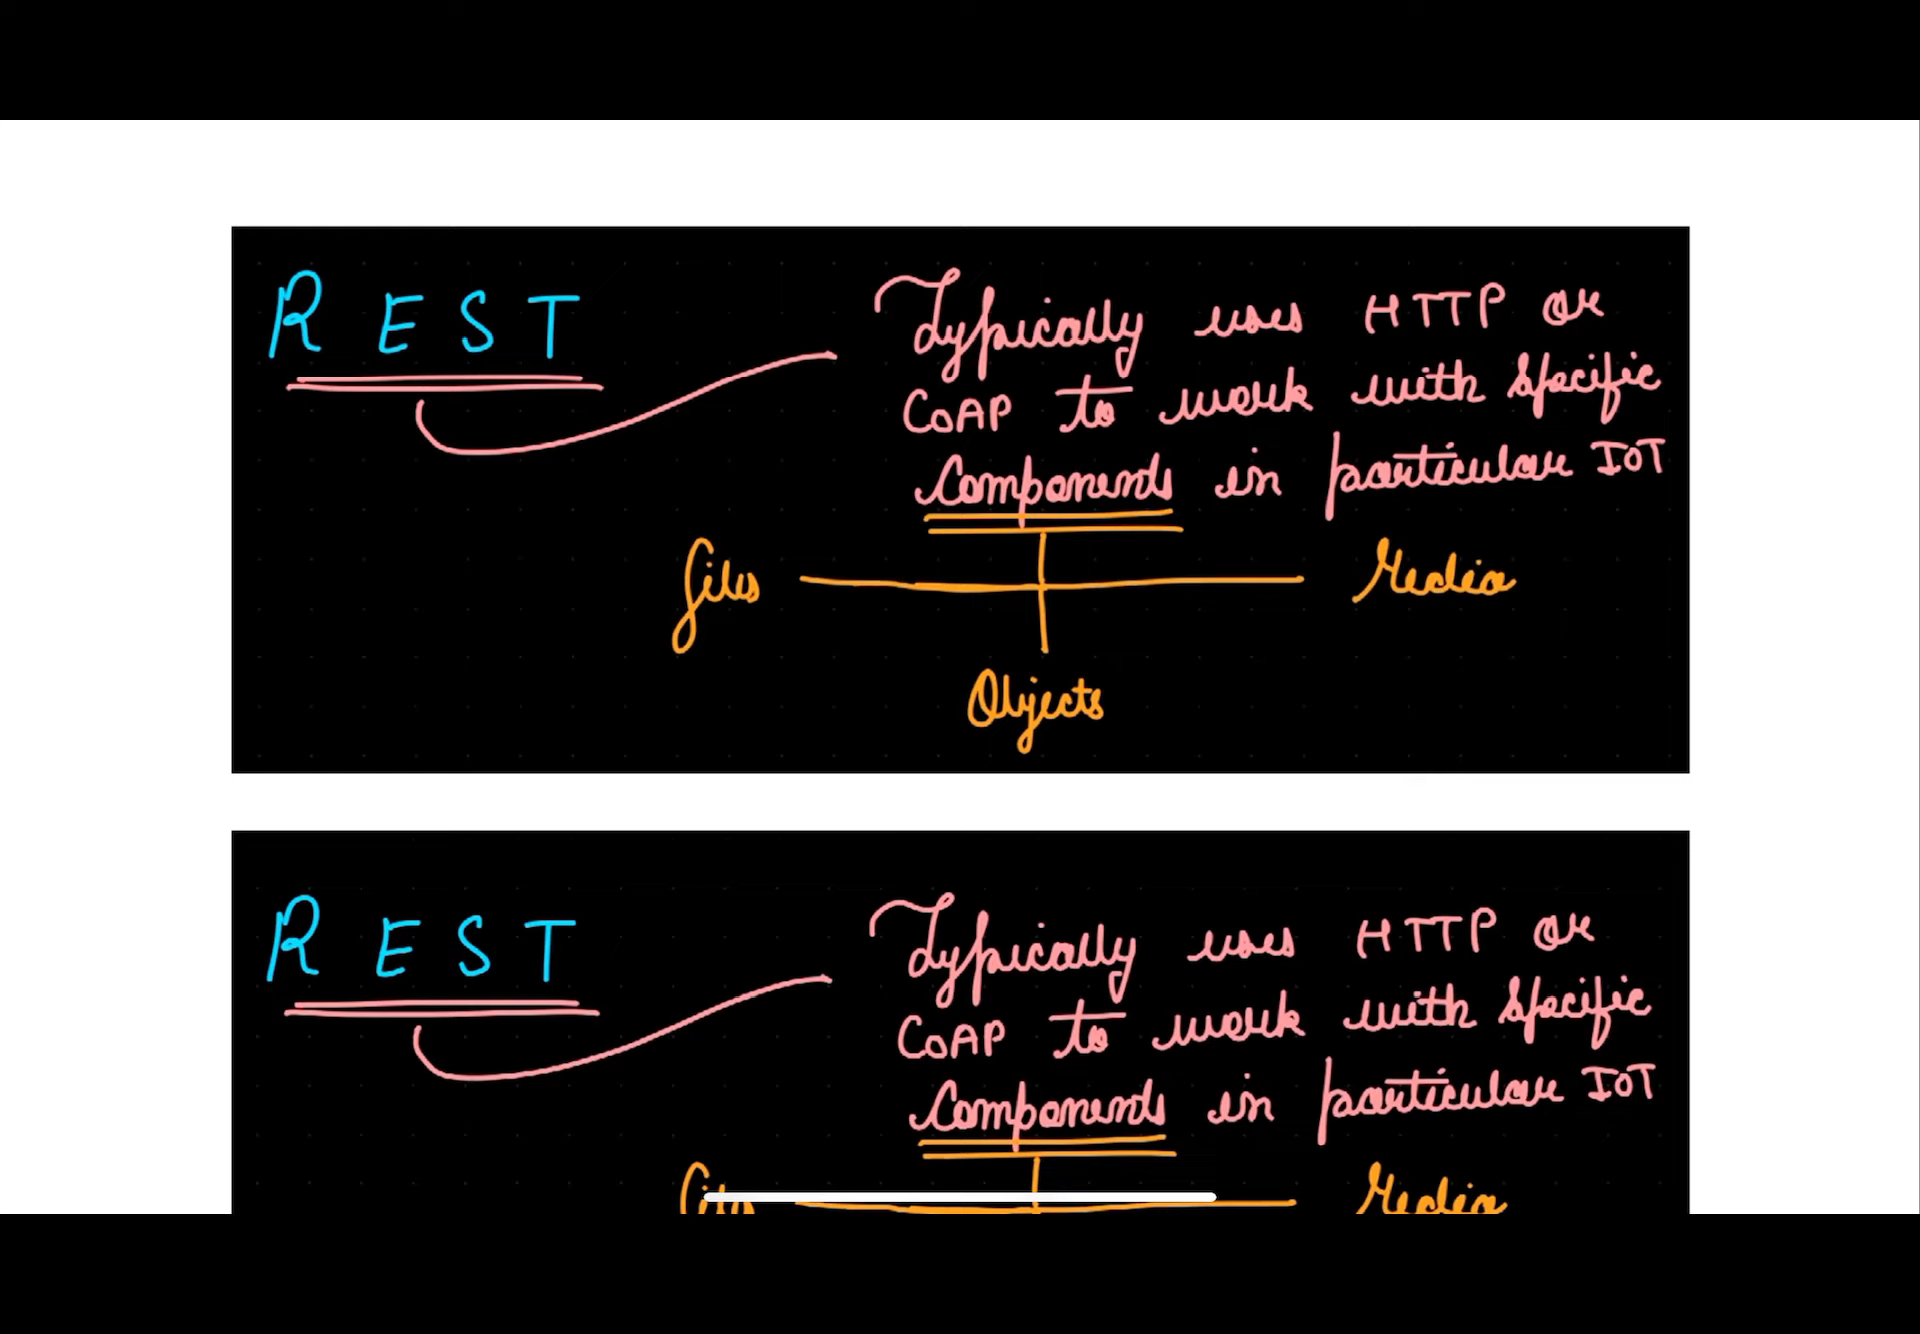 REST
Typically uses HTTP or
CoAP to work with specific
Components in particular IoT
files
Media
Objects
REST
Typically uses HTTP or
CoAP to work with specific
Components in particular IoT
files
Media